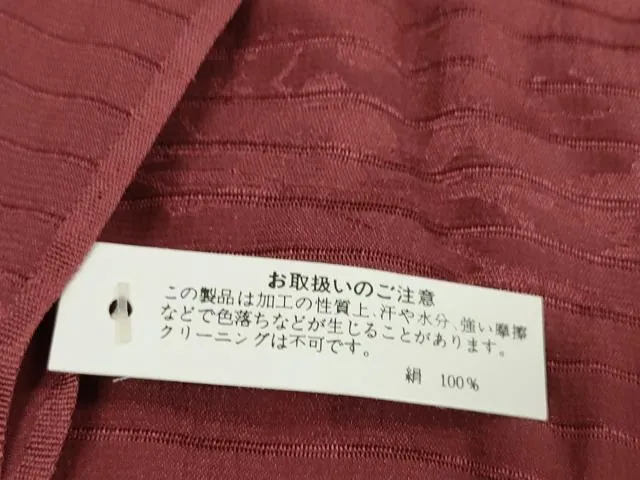 お取扱いのご注意
この製品は加工の性質上、汗や水分、強い摩擦
などで色落ちなどが生じることがあります。
クリーニングは不可です。
絹 100%